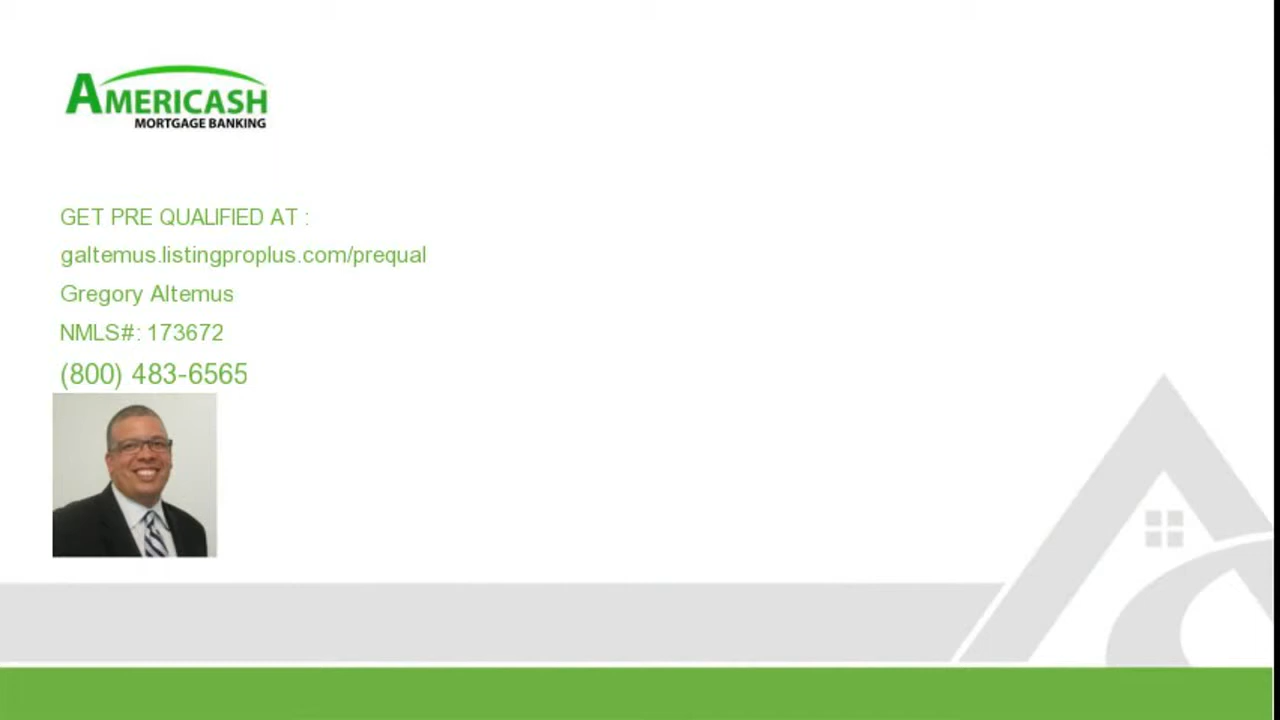 AMERICASH
MORTGAGE BANKING
GET PRE QUALIFIED AT :
galtemus.listingproplus.com/prequal
Gregory Altemus
NMLS#: 173672
(800) 483-6565